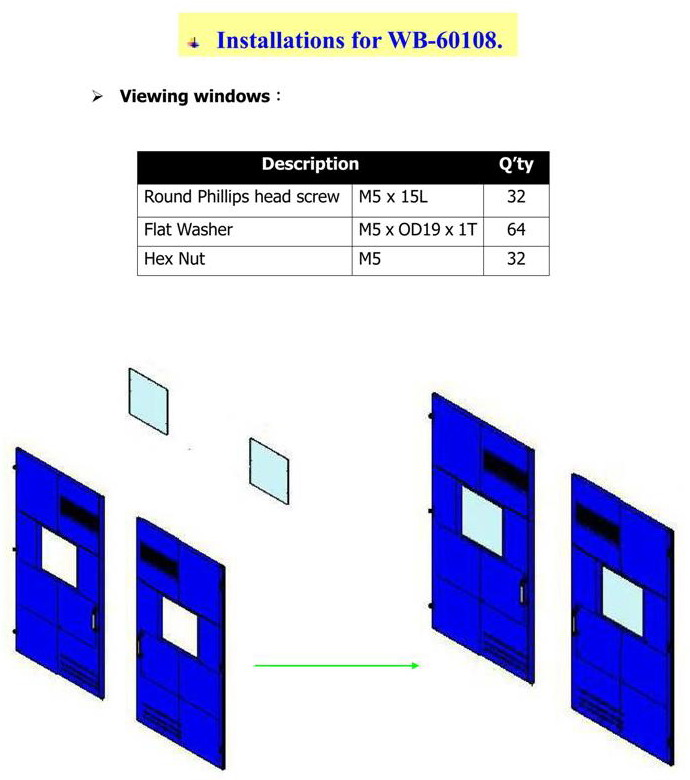 Installations for WB-60108.
Viewing windows：
Description Q’ty
Round Phillips head screw M5 x 15L 32
Flat Washer M5 x OD19 x 1T 64
Hex Nut M5 32